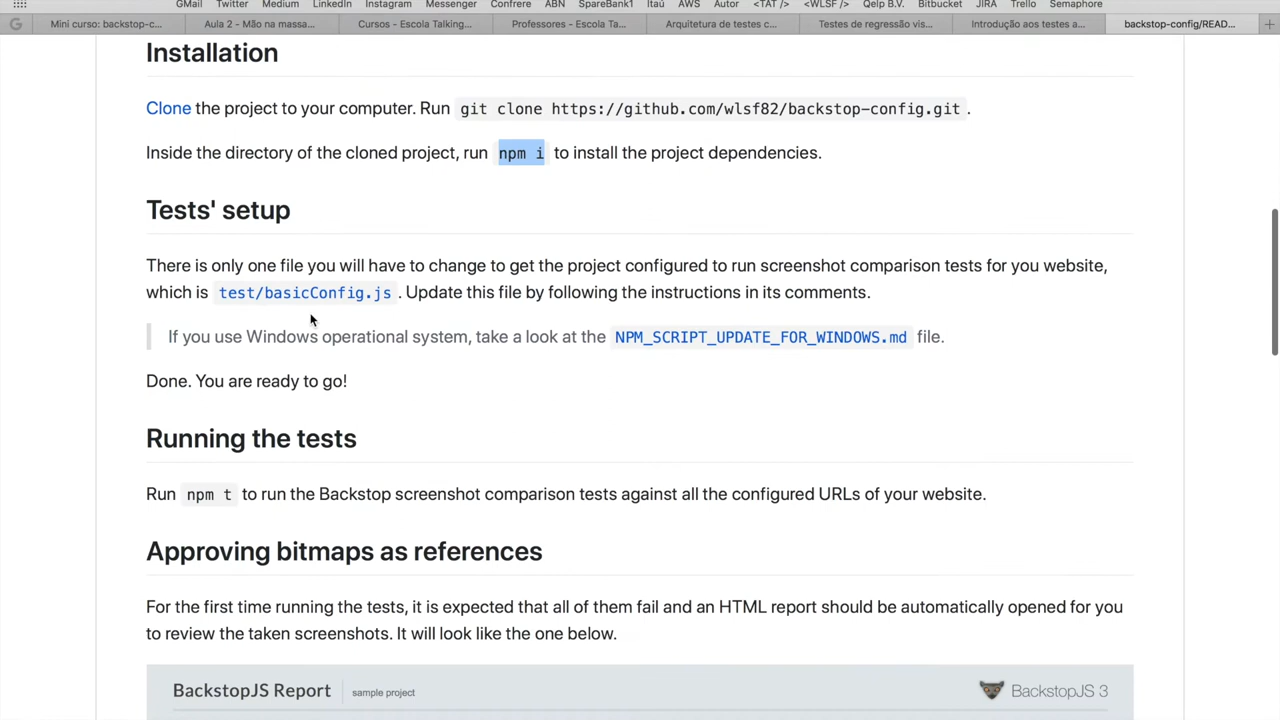 GMail Twitter Medium LinkedIn Instagram Messenger Confrere ABN SpareBank1 Itaú AWS Autor <TAT /> <WLSF /> Qelp B.V. Bitbucket JIRA Trello Semaphore
Mini curso: backstop-c... Aula 2 - Mão na massa... Cursos - Escola Talking... Professores - Escola Ta... Arquitetura de testes c... Testes de regressão vis... Introdução aos testes a... backstop-config/READ...
Installation
Clone the project to your computer. Run git clone https://github.com/wlsf82/backstop-config.git .
Inside the directory of the cloned project, run npm i to install the project dependencies.
Tests' setup
There is only one file you will have to change to get the project configured to run screenshot comparison tests for you website,
which is test/basicConfig.js . Update this file by following the instructions in its comments.
If you use Windows operational system, take a look at the NPM_SCRIPT_UPDATE_FOR_WINDOWS.md file.
Done. You are ready to go!
Running the tests
Run npm t to run the Backstop screenshot comparison tests against all the configured URLs of your website.
Approving bitmaps as references
For the first time running the tests, it is expected that all of them fail and an HTML report should be automatically opened for you
to review the taken screenshots. It will look like the one below.
BackstopJS Report sample project BackstopJS 3